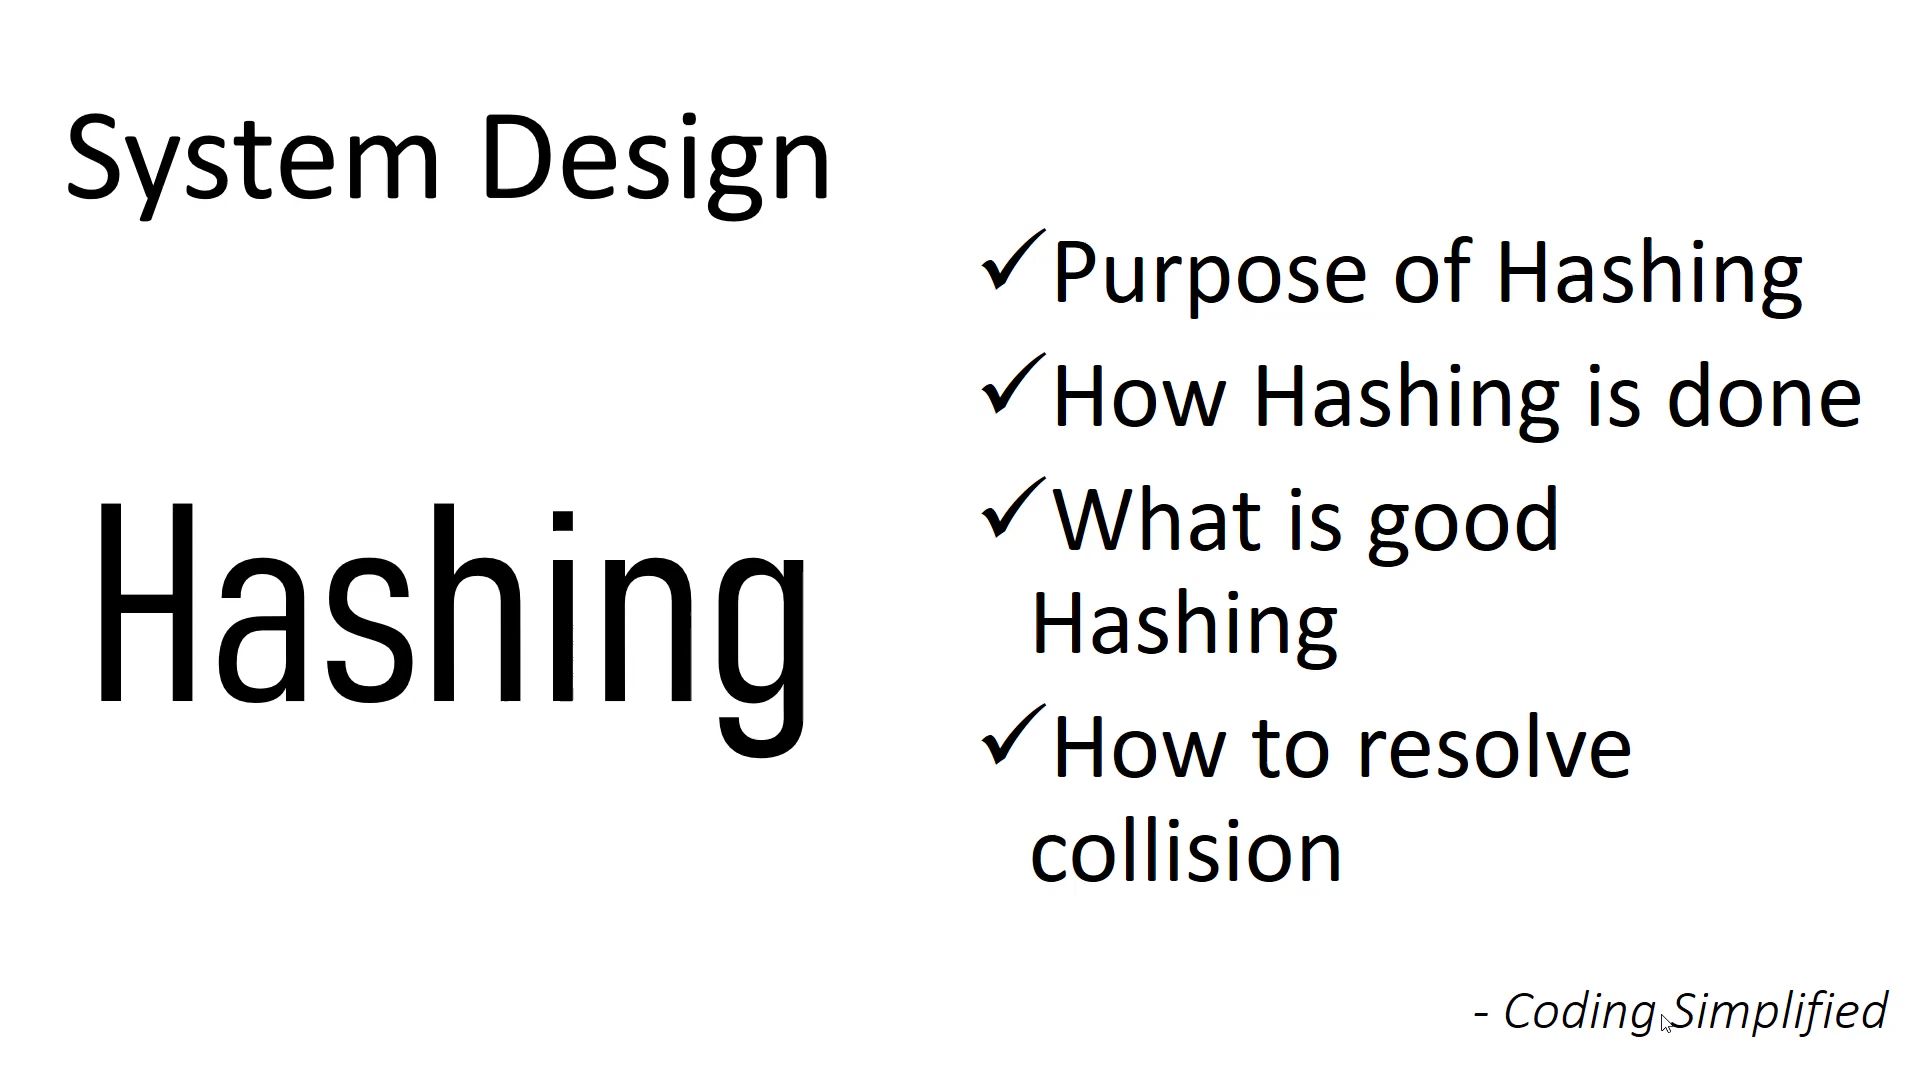 System Design
Hashing
✓Purpose of Hashing
✓How Hashing is done
✓What is good
Hashing
✓How to resolve
collision
- Coding Simplified